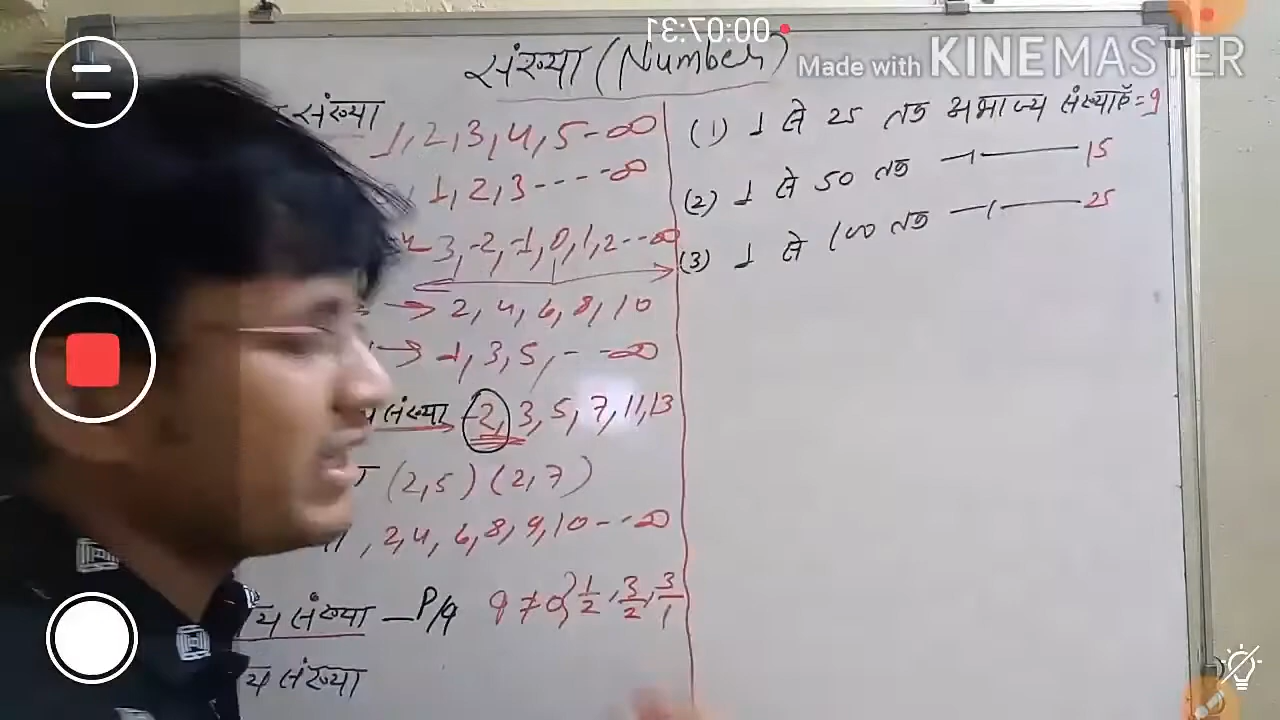 00:07:31
Made with KINEMASTER
संख्या (Number)
संख्या 1, 2, 3, 4, 5 - ∞
1, 2, 3 - - - - ∞
3, -2, -1, 0, 1, 2 - - ∞
→ 2, 4, 6, 8, 10
→ 1, 3, 5, - - ∞
संख्या 2, 3, 5, 7, 11, 13
(2, 5) (2, 7)
, 2, 4, 6, 8, 9, 10 - - ∞
य संख्या — P/q q ≠ 0 } 1/2, 3/2, 3/1
य संख्या
(1) 1 से 25 तक अभाज्य संख्याएँ = 9
(2) 1 से 50 तक —।— 15
(3) 1 से 100 तक —।— 25